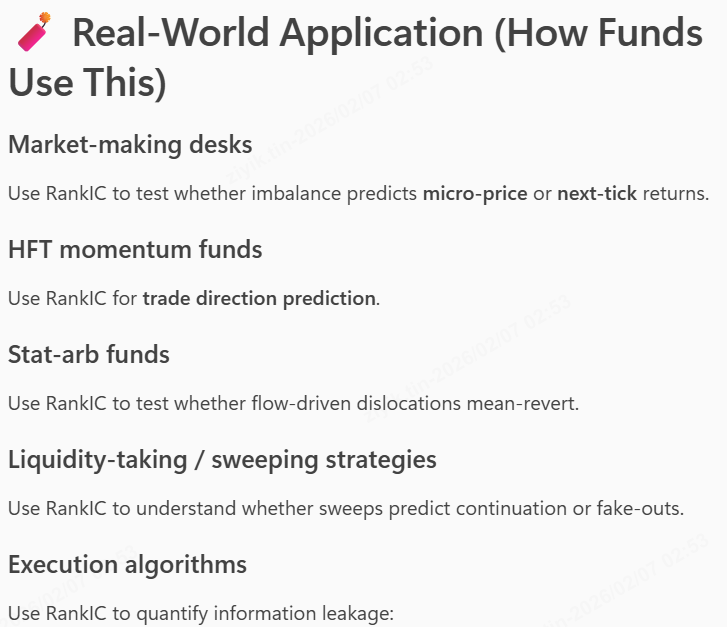 🧨 Real-World Application (How Funds
Use This)
Market-making desks
Use RankIC to test whether imbalance predicts micro-price or next-tick returns.
HFT momentum funds
Use RankIC for trade direction prediction.
Stat-arb funds
Use RankIC to test whether flow-driven dislocations mean-revert.
Liquidity-taking / sweeping strategies
Use RankIC to understand whether sweeps predict continuation or fake-outs.
Execution algorithms
Use RankIC to quantify information leakage: